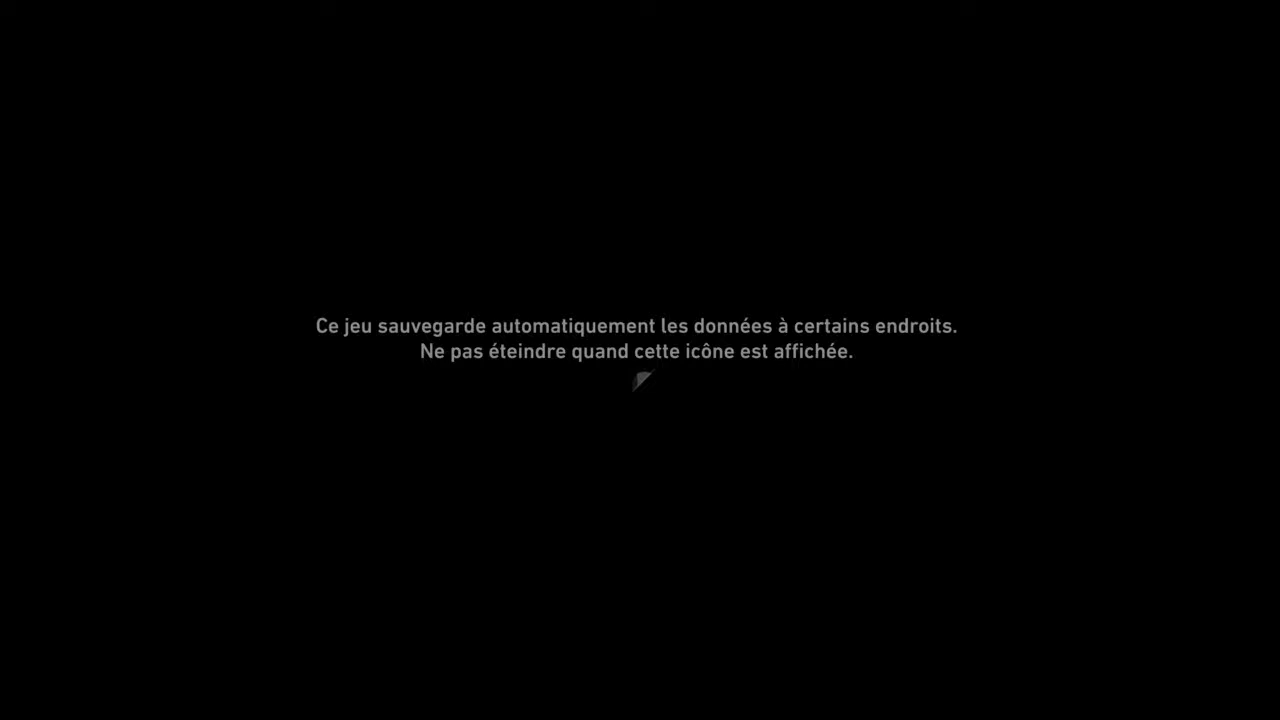 Ce jeu sauvegarde automatiquement les données à certains endroits.
Ne pas éteindre quand cette icône est affichée.